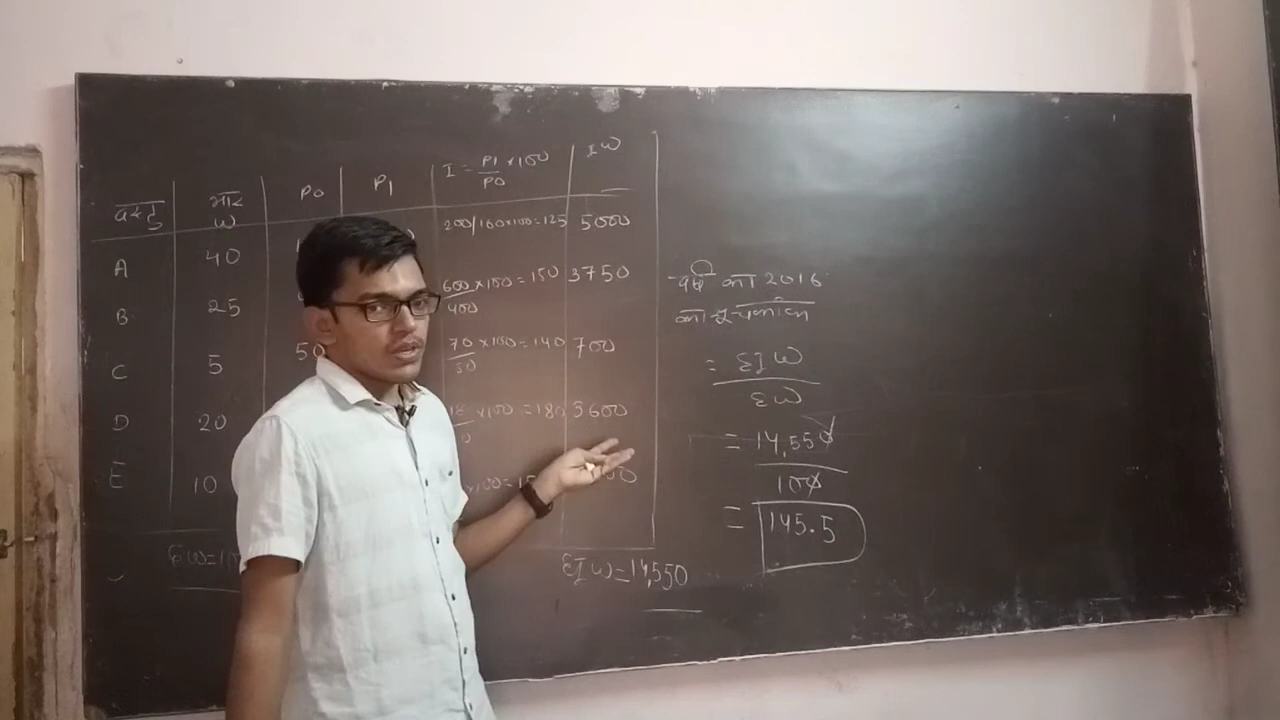 वस्तुएँ भार W P0 P1 I = P1/P0 × 100 IW
A 40 200/160×100=125 5000
B 25 600/400 ×100 = 150 3750
C 5 50 70/50 ×100 = 140 700
D 20 ×100 = 180 3600
E 10 ×100=15
ΣW=10 ΣIW=14,550
वर्ष का 2016
का सूचकांक
= ΣIW
ΣW
= 14,550
100
= 145.5